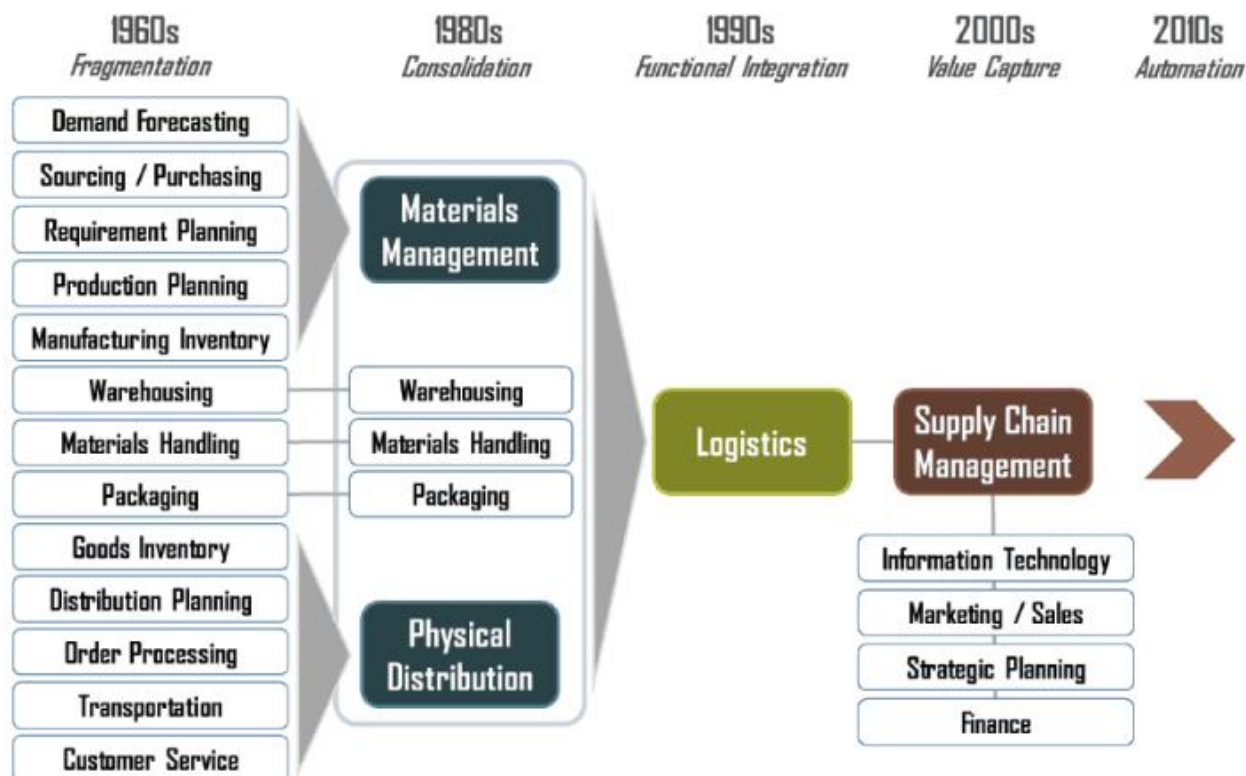 1960s
Fragmentation
1980s
Consolidation
1990s
Functional Integration
2000s
Value Capture
2010s
Automation
Demand Forecasting
Sourcing / Purchasing
Requirement Planning
Production Planning
Manufacturing Inventory
Warehousing
Materials Handling
Packaging
Goods Inventory
Distribution Planning
Order Processing
Transportation
Customer Service
Materials
Management
Warehousing
Materials Handling
Packaging
Physical
Distribution
Logistics
Supply Chain
Management
Information Technology
Marketing / Sales
Strategic Planning
Finance